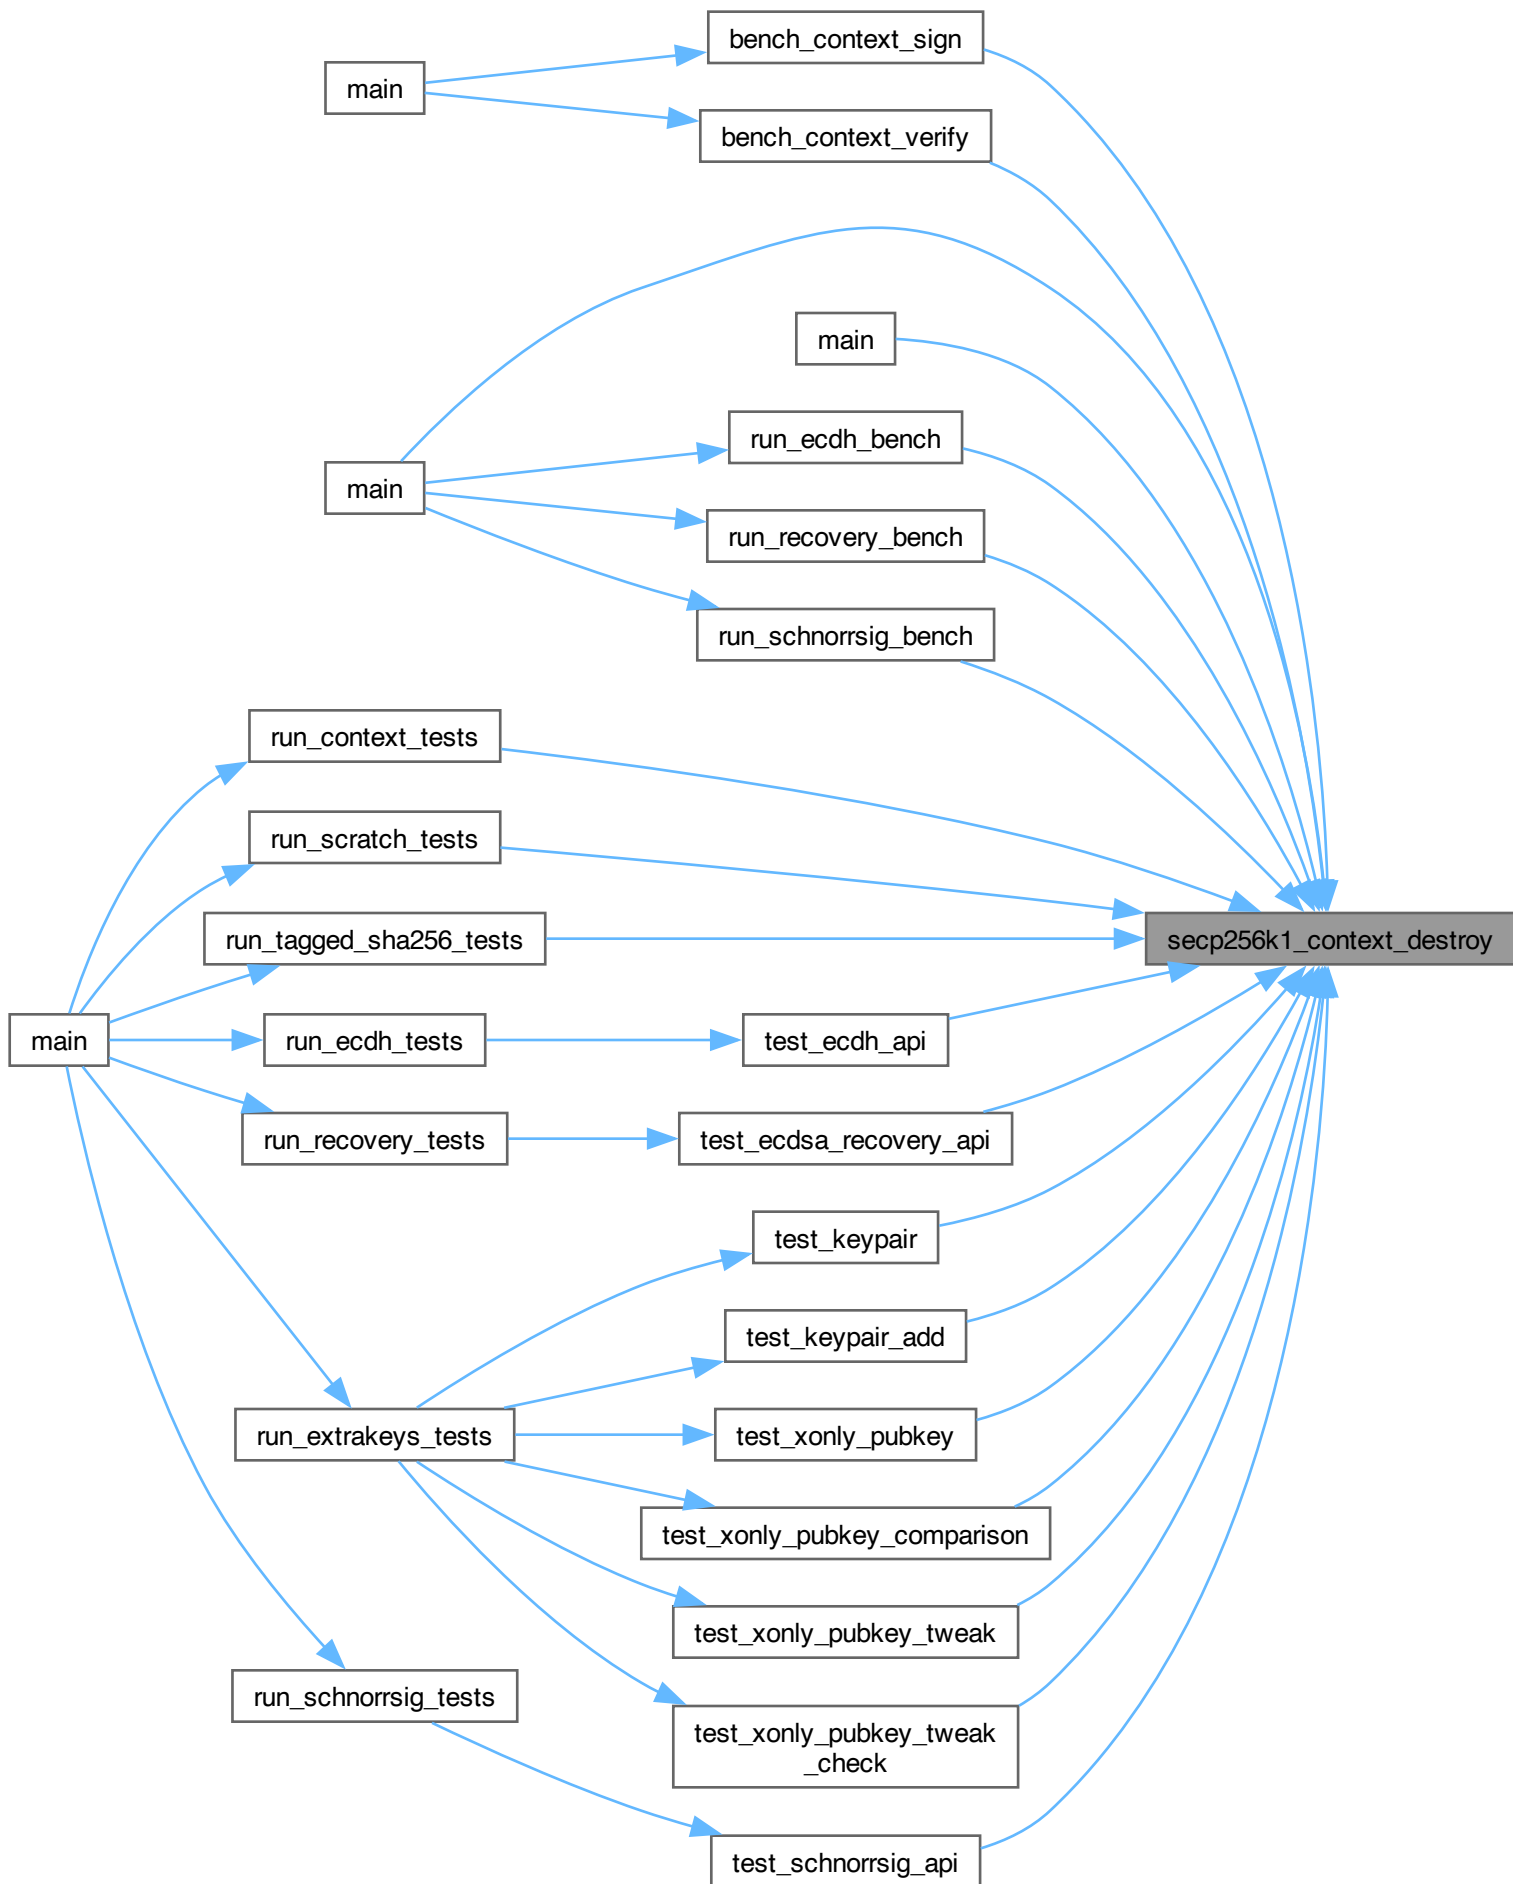 bench_context_sign
main
bench_context_verify
main
run_ecdh_bench
main
run_recovery_bench
run_schnorrsig_bench
run_context_tests
run_scratch_tests
run_tagged_sha256_tests
secp256k1_context_destroy
main
run_ecdh_tests
test_ecdh_api
run_recovery_tests
test_ecdsa_recovery_api
test_keypair
test_keypair_add
run_extrakeys_tests
test_xonly_pubkey
test_xonly_pubkey_comparison
test_xonly_pubkey_tweak
run_schnorrsig_tests
test_xonly_pubkey_tweak
_check
test_schnorrsig_api